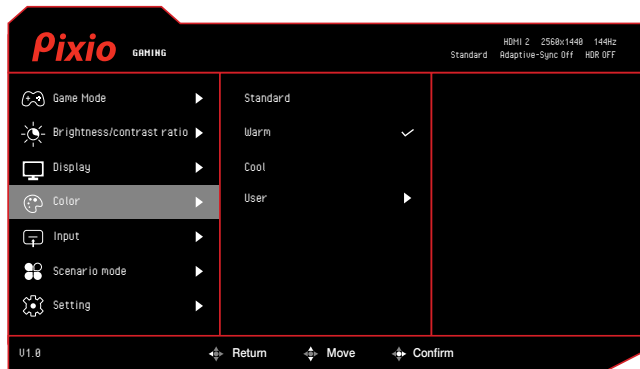 Pixio GAMING
HDMI 2 2560x1440 144Hz
Standard Adaptive-Sync Off HDR OFF
Game Mode
Brightness/contrast ratio
Display
Color
Input
Scenario mode
Setting
Standard
Warm
Cool
User
V1.0
Return Move Confirm